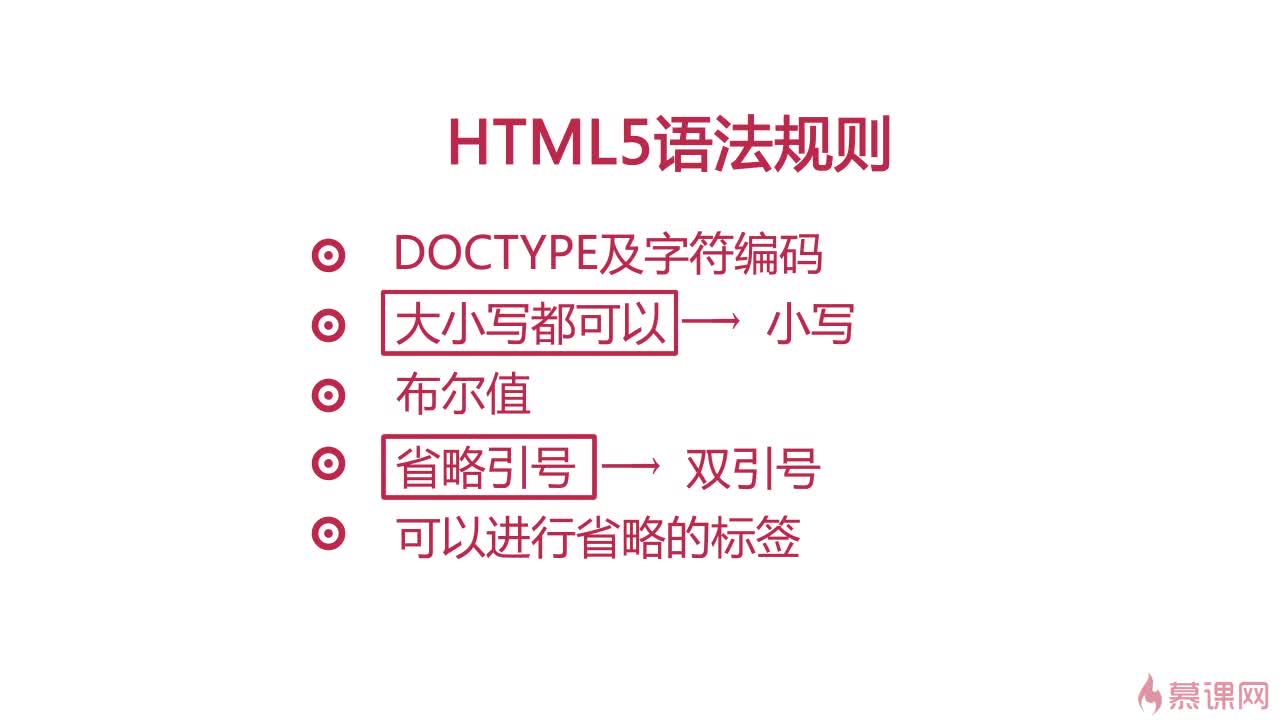 HTML5语法规则
DOCTYPE及字符编码
大小写都可以 → 小写
布尔值
省略引号 → 双引号
可以进行省略的标签
慕课网